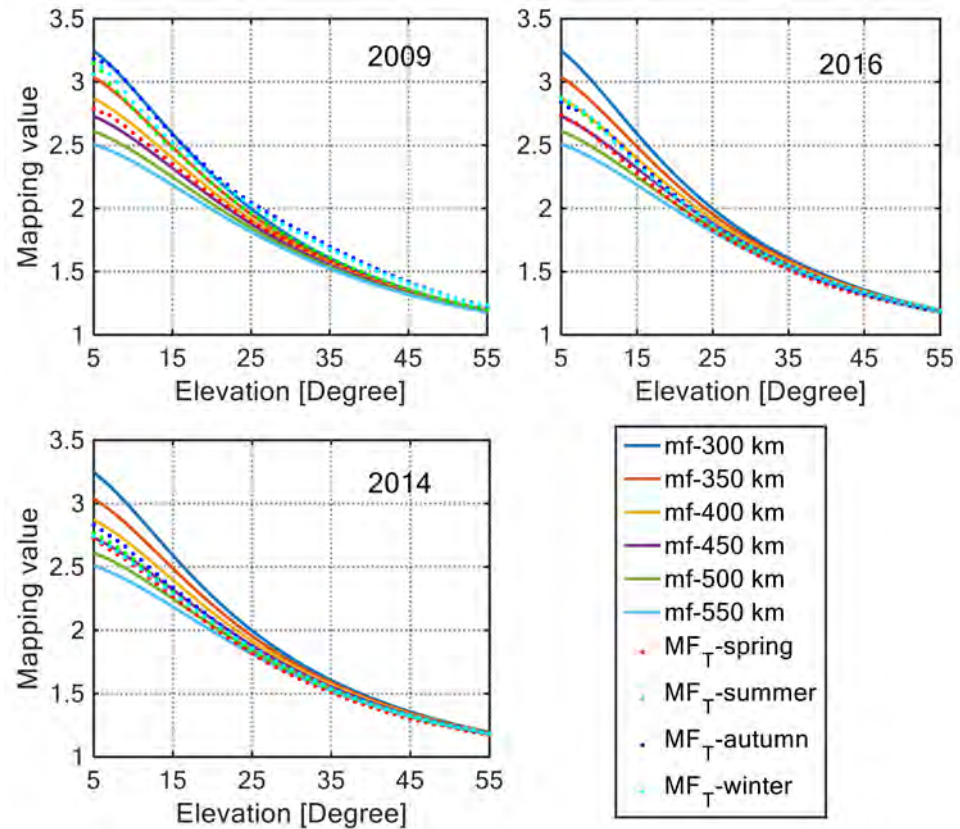 3.5
3
2.5
2
1.5
1
Mapping value
2009
5 15 25 35 45 55
Elevation [Degree]
3.5
3
2.5
2
1.5
1
2016
5 15 25 35 45 55
Elevation [Degree]
3.5
3
2.5
2
1.5
1
Mapping value
2014
5 15 25 35 45 55
Elevation [Degree]
mf-300 km
mf-350 km
mf-400 km
mf-450 km
mf-500 km
mf-550 km
MF_T-spring
MF_T-summer
MF_T-autumn
MF_T-winter